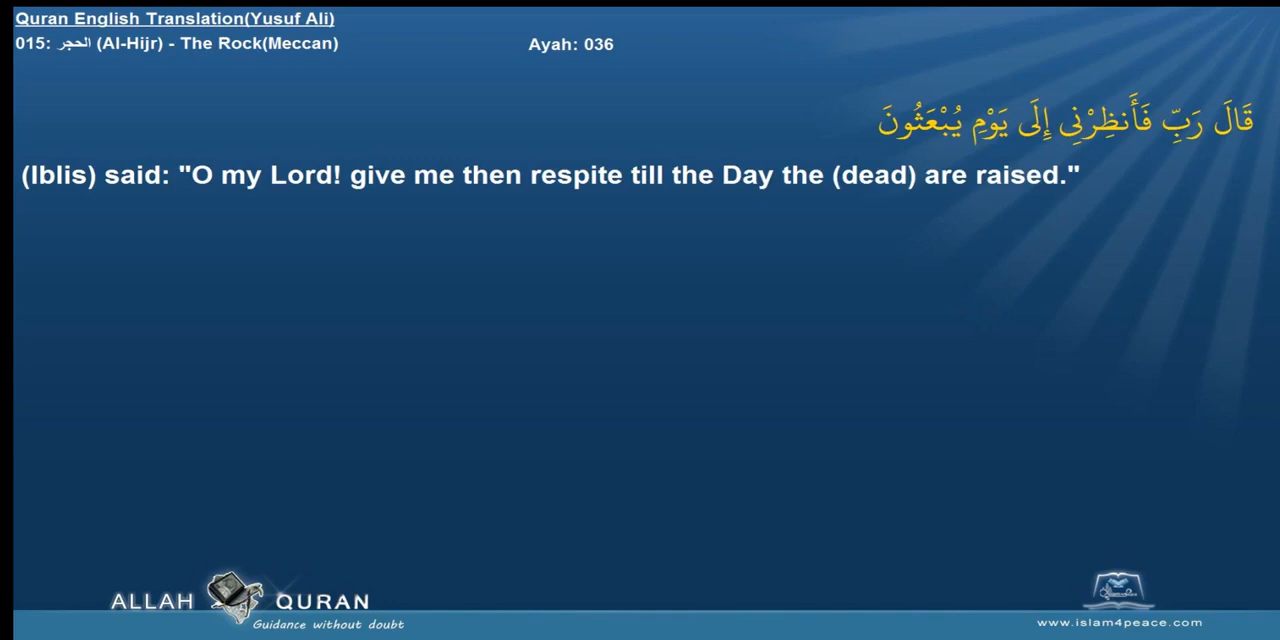 Quran English Translation(Yusuf Ali)
015: الحجر (Al-Hijr) - The Rock(Meccan)
Ayah: 036
قَالَ رَبِّ فَأَنظِرْنِى إِلَى يَوْمِ يُبْعَثُونَ
(Iblis) said: "O my Lord! give me then respite till the Day the (dead) are raised."
ALLAH QURAN
Guidance without doubt
www.islam4peace.com